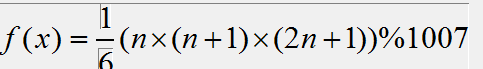 f(x) = 1/6 (n×(n+1)×(2n+1))%1007